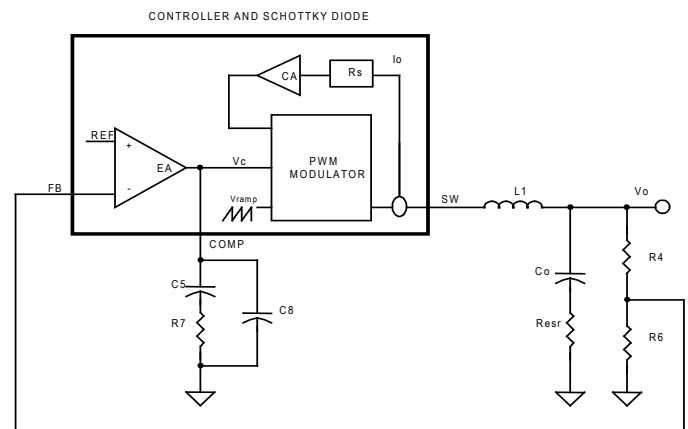 CONTROLLER AND SCHOTTKY DIODE
Io
CA
Rs
REF
+
EA
-
Vc
PWM
MODULATOR
FB
Vramp
SW
L1
Vo
COMP
R4
C5
Co
C8
R7
Resr
R6